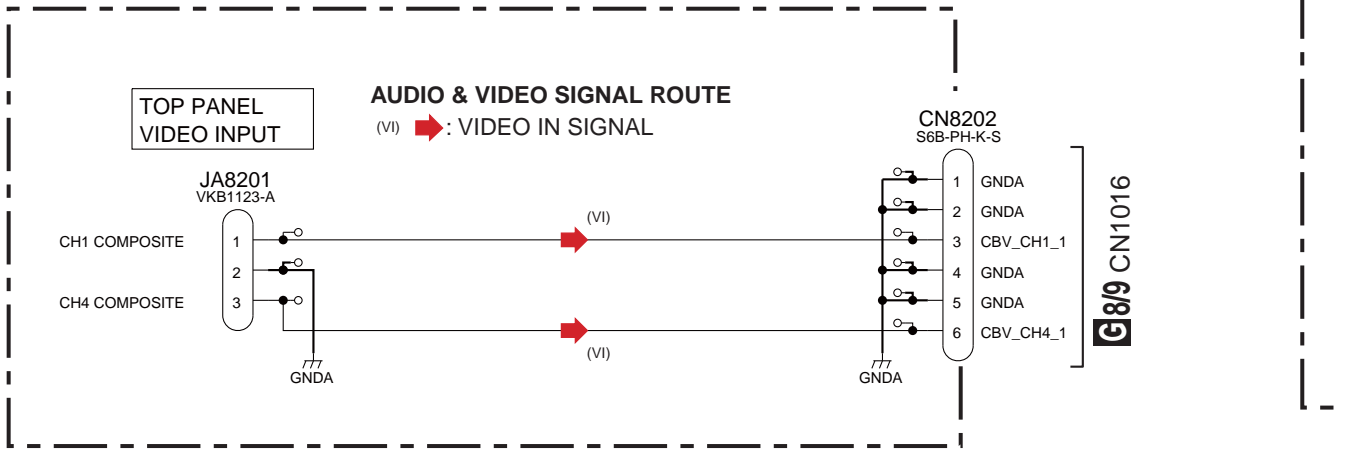 TOP PANEL
VIDEO INPUT
AUDIO & VIDEO SIGNAL ROUTE
(VI) : VIDEO IN SIGNAL
JA8201
VKB1123-A
CH1 COMPOSITE
1
2
CH4 COMPOSITE
3
GNDA
(VI)
(VI)
CN8202
S6B-PH-K-S
1 GNDA
2 GNDA
3 CBV_CH1_1
4 GNDA
5 GNDA
6 CBV_CH4_1
GNDA
G 8/9 CN1016